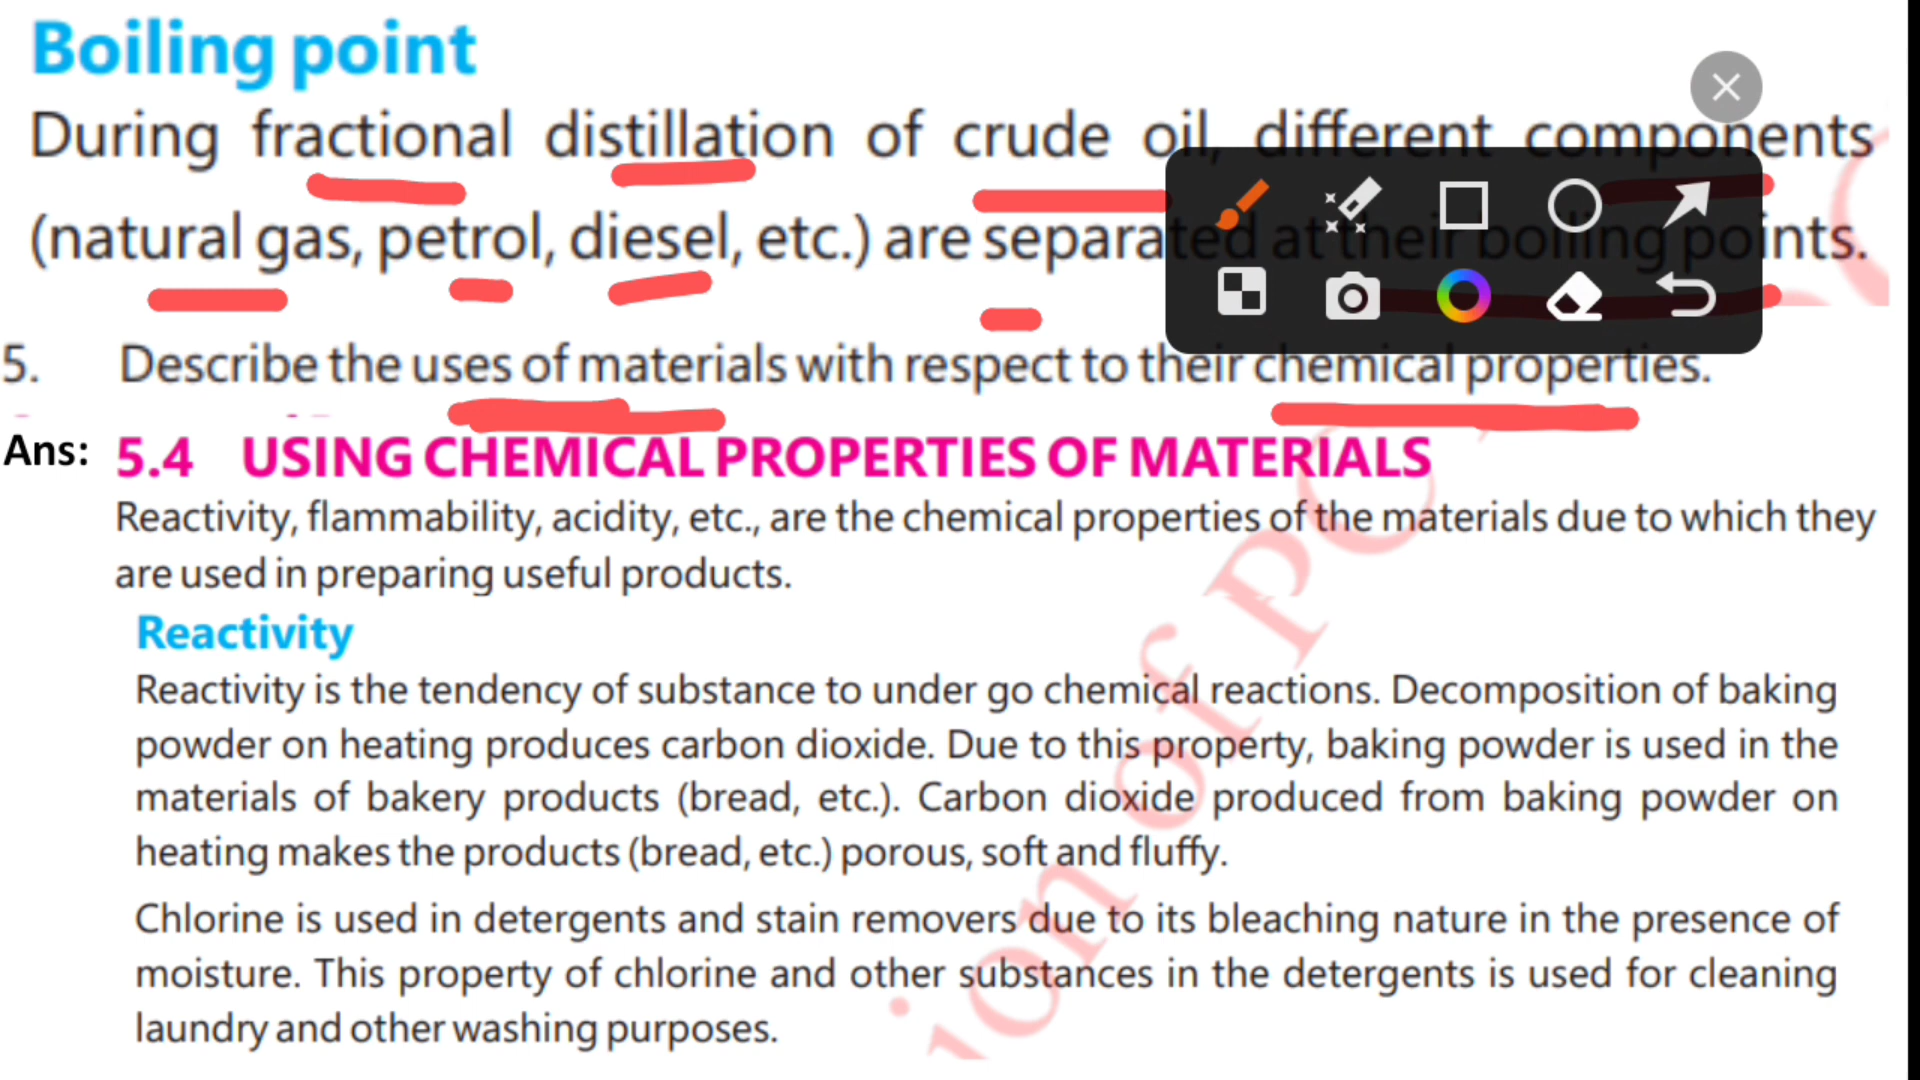 Boiling point
During fractional distillation of crude oil, different components
(natural gas, petrol, diesel, etc.) are separated at their boiling points.
5. Describe the uses of materials with respect to their chemical properties.
Ans: 5.4 USING CHEMICAL PROPERTIES OF MATERIALS
Reactivity, flammability, acidity, etc., are the chemical properties of the materials due to which they
are used in preparing useful products.
Reactivity
Reactivity is the tendency of substance to under go chemical reactions. Decomposition of baking
powder on heating produces carbon dioxide. Due to this property, baking powder is used in the
materials of bakery products (bread, etc.). Carbon dioxide produced from baking powder on
heating makes the products (bread, etc.) porous, soft and fluffy.
Chlorine is used in detergents and stain removers due to its bleaching nature in the presence of
moisture. This property of chlorine and other substances in the detergents is used for cleaning
laundry and other washing purposes.